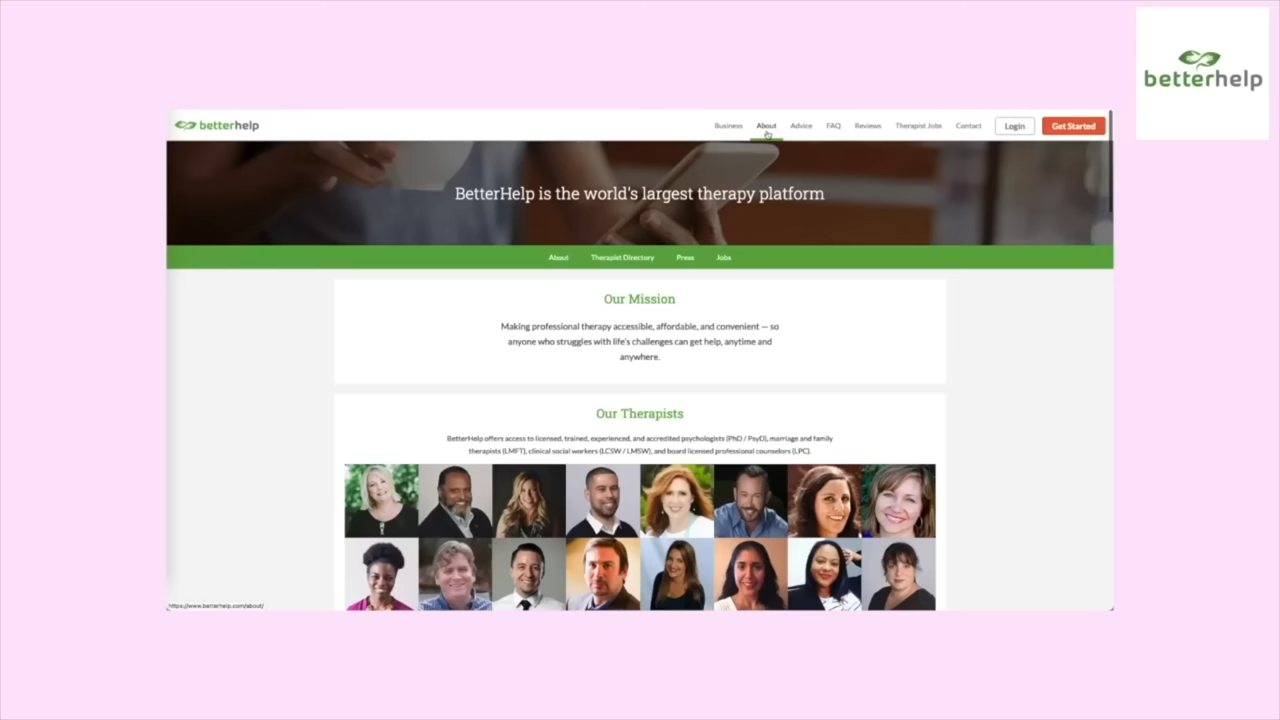 betterhelp
betterhelp
Business About Advice FAQ Reviews Therapist Jobs Contact Login Get Started
BetterHelp is the world's largest therapy platform
About Therapist Directory Press Jobs
Our Mission
Making professional therapy accessible, affordable, and convenient — so
anyone who struggles with life's challenges can get help, anytime and
anywhere.
Our Therapists
BetterHelp offers access to licensed, trained, experienced, and accredited psychologists (PhD / PsyD), marriage and family
therapists (LMFT), clinical social workers (LCSW / LMSW), and board licensed professional counselors (LPC).
https://www.betterhelp.com/about/